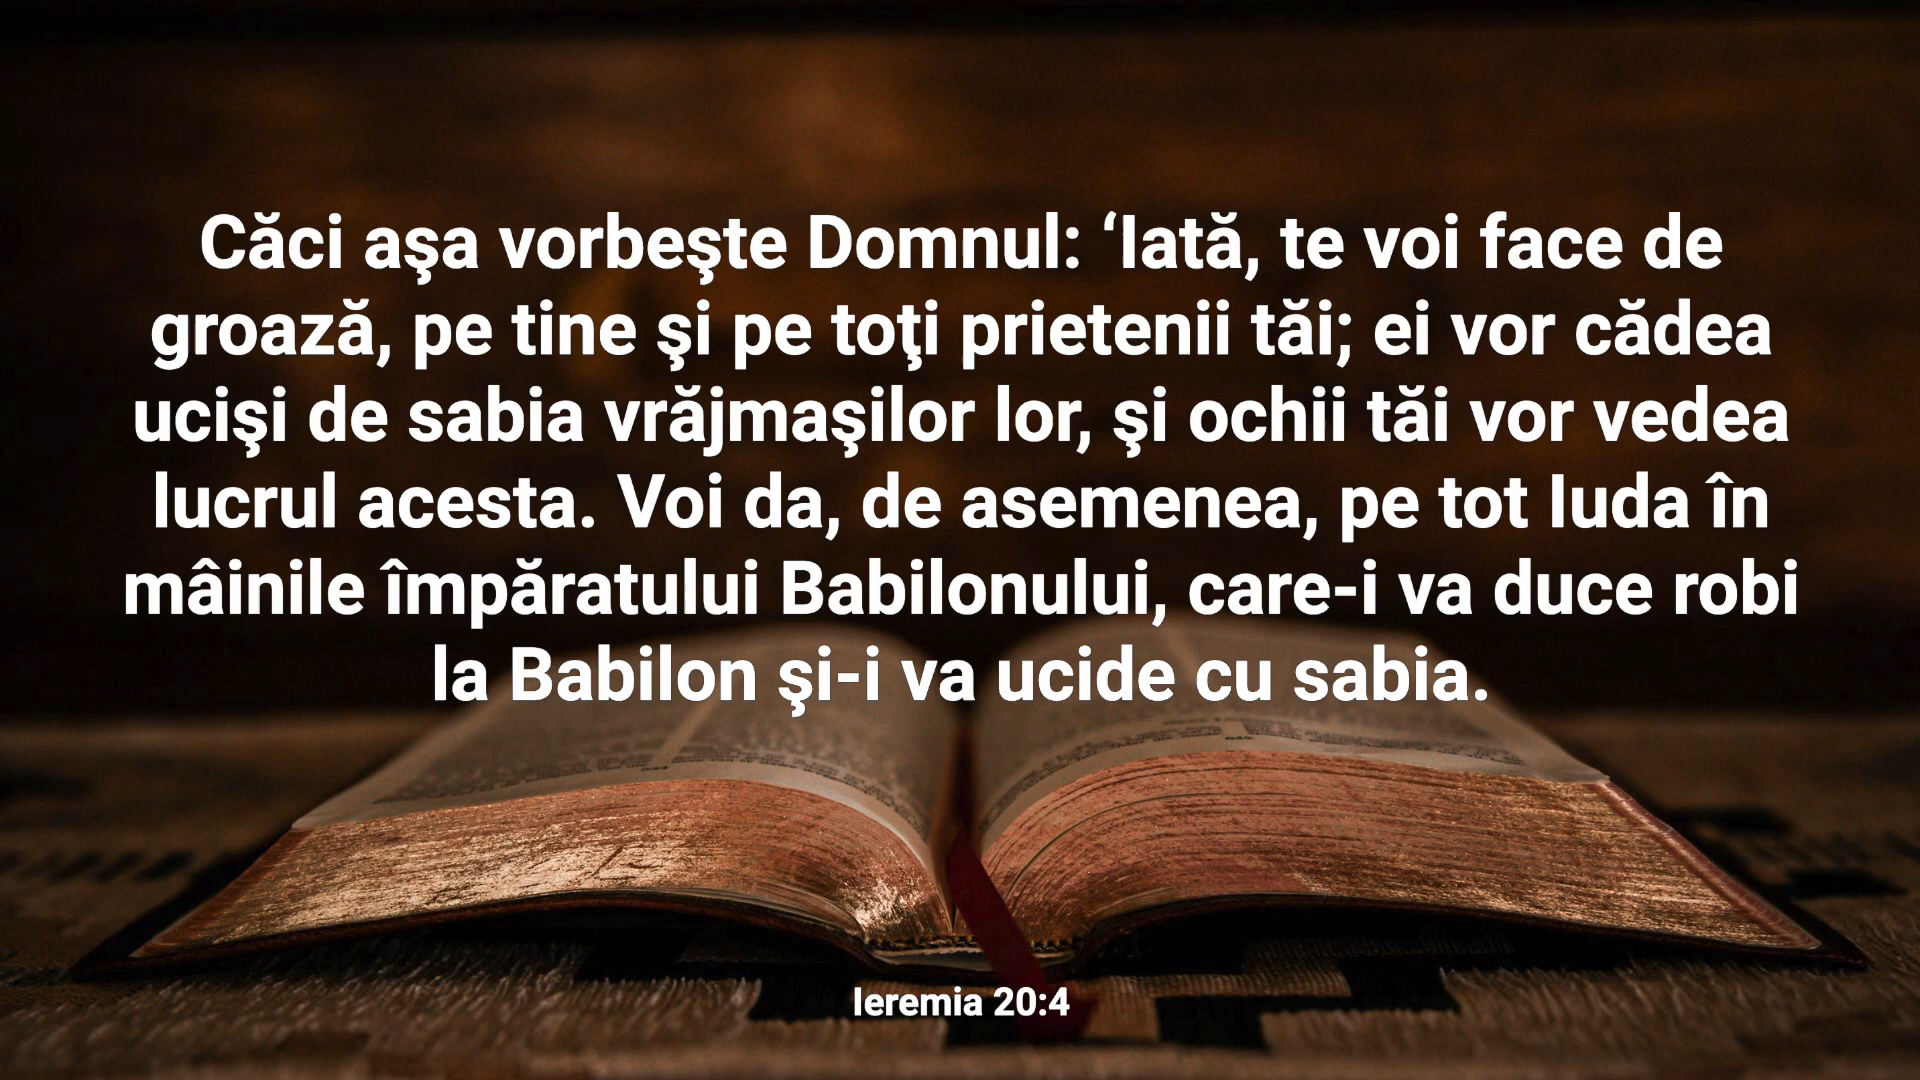 Căci aşa vorbeşte Domnul: ‘Iată, te voi face de
groază, pe tine şi pe toţi prietenii tăi; ei vor cădea
ucişi de sabia vrăjmaşilor lor, şi ochii tăi vor vedea
lucrul acesta. Voi da, de asemenea, pe tot Iuda în
mâinile împăratului Babilonului, care-i va duce robi
la Babilon şi-i va ucide cu sabia.
Ieremia 20:4